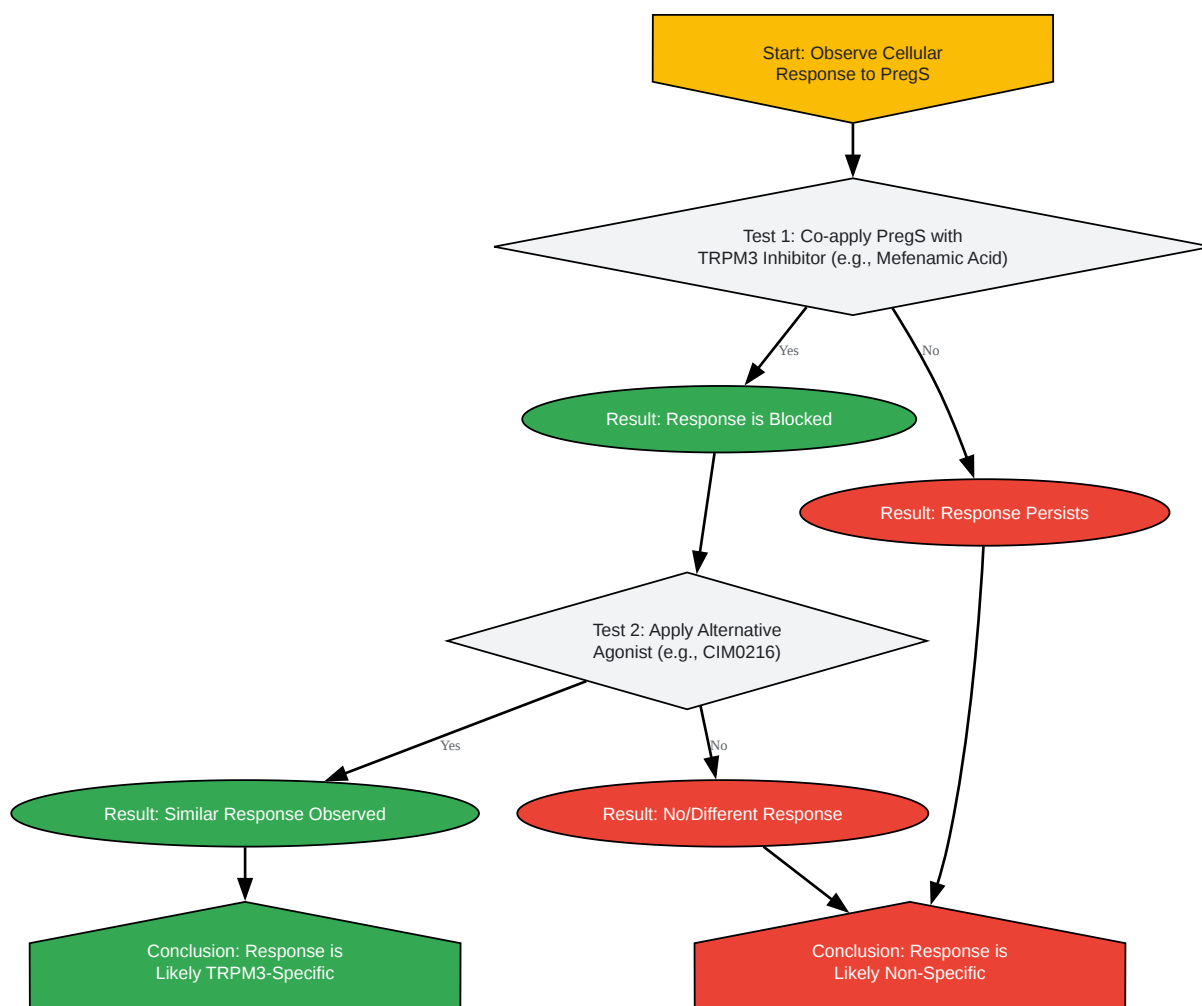 Start: Observe Cellular
Response to PregS
Test 1: Co-apply PregS with
TRPM3 Inhibitor (e.g., Mefenamic Acid)
Yes
No
Result: Response is Blocked
Result: Response Persists
Test 2: Apply Alternative
Agonist (e.g., CIM0216)
Yes
No
Result: Similar Response Observed
Result: No/Different Response
Conclusion: Response is
Likely TRPM3-Specific
Conclusion: Response is
Likely Non-Specific